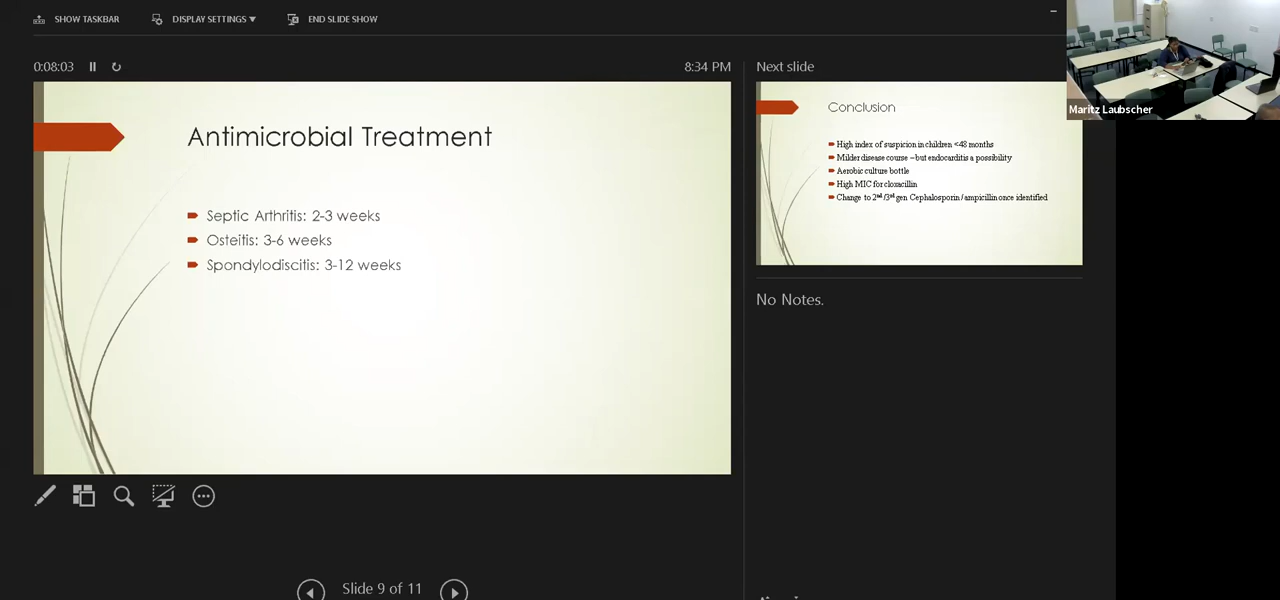 SHOW TASKBAR
DISPLAY SETTINGS ▼
END SLIDE SHOW
0:08:03
8:34 PM
Next slide
Antimicrobial Treatment
Septic Arthritis: 2-3 weeks
Osteitis: 3-6 weeks
Spondylodiscitis: 3-12 weeks
Conclusion
High index of suspicion in children <48 months
Milder disease course – but endocarditis a possibility
Aerobic culture bottle
High MIC for cloxacillin
Change to 2nd /3rd gen Cephalosporin / ampicillin once identified
No Notes.
Maritz Laubscher
Slide 9 of 11